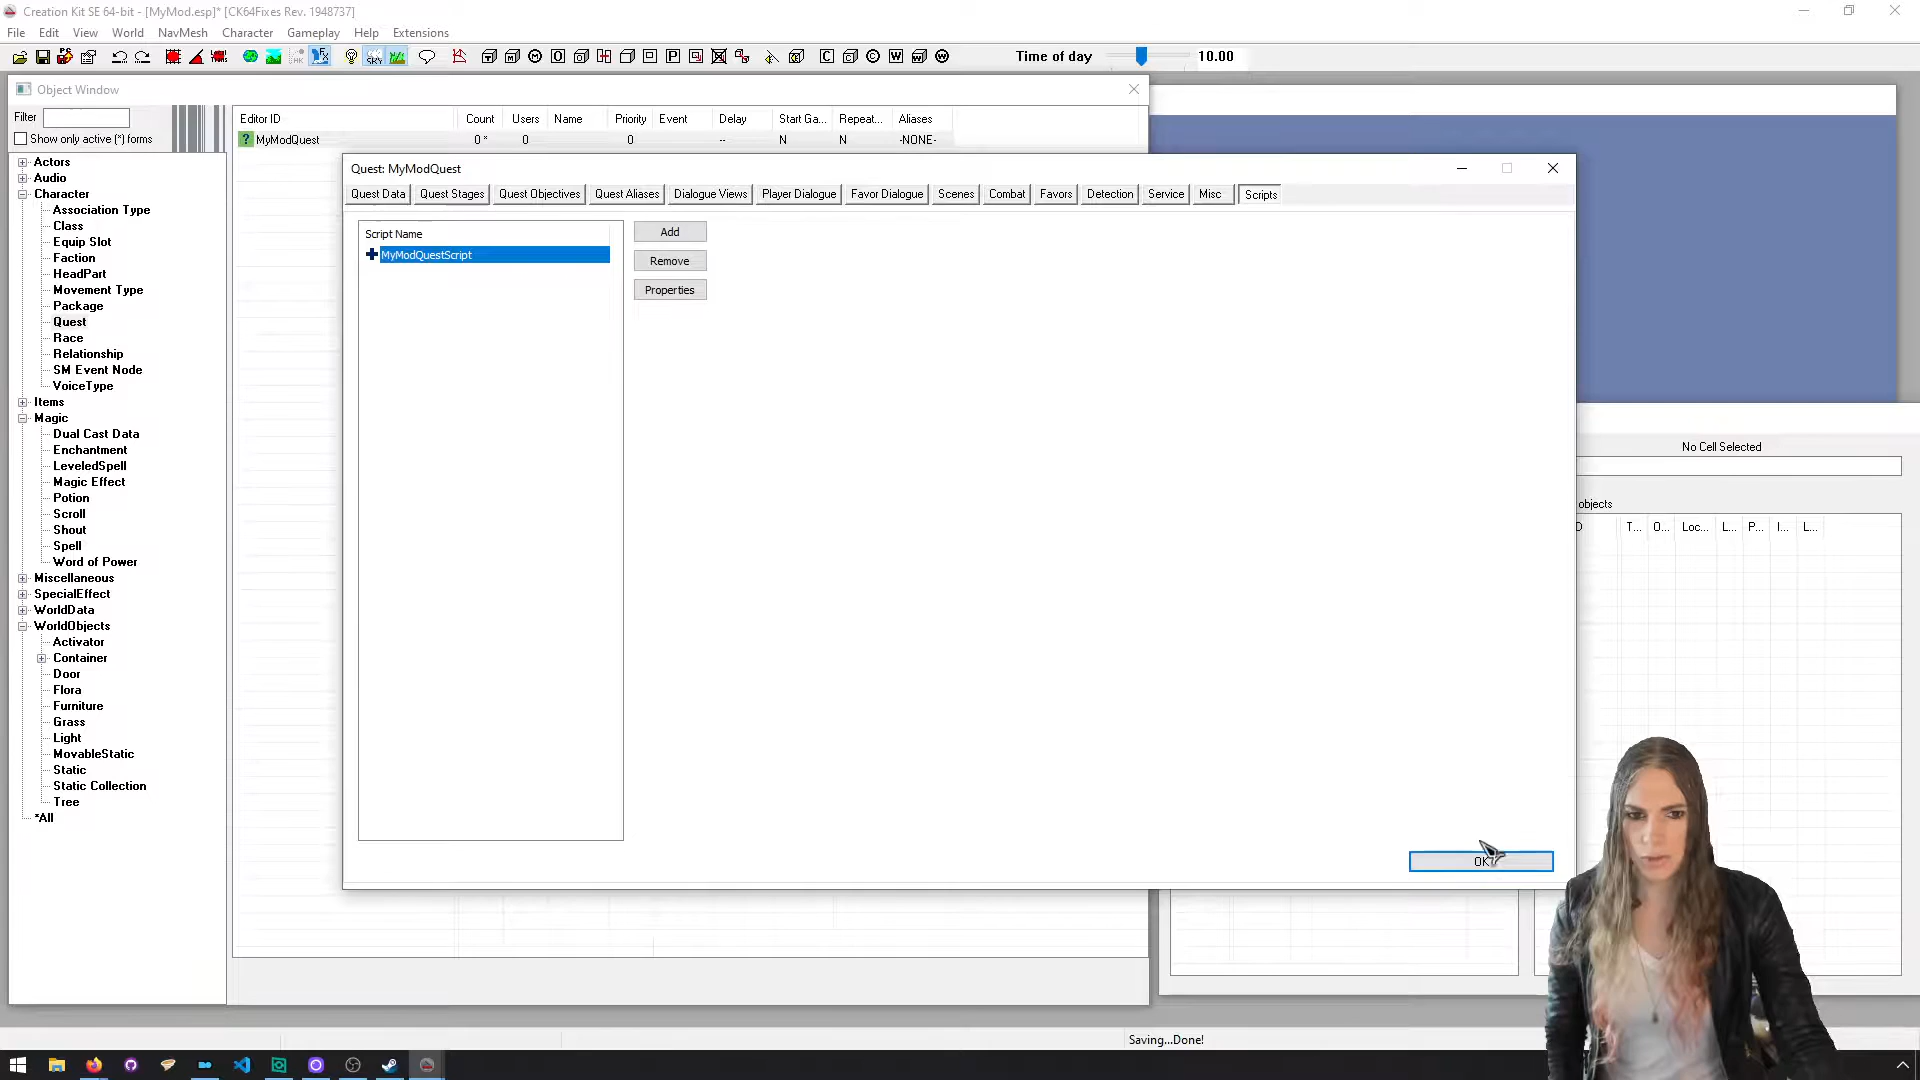 Creation Kit SE 64-bit - [MyMod.esp]* [CK64Fixes Rev. 1948737]
File Edit View World NavMesh Character Gameplay Help Extensions
Time of day 10.00
Object Window
Filter
Show only active (*) forms
Editor ID Count Users Name Priority Event Delay Start Ga... Repeat... Aliases
MyModQuest 0 * 0 0 -- N N -NONE-
Actors
Audio
Character
Association Type
Class
Equip Slot
Faction
HeadPart
Movement Type
Package
Quest
Race
Relationship
SM Event Node
VoiceType
Items
Magic
Dual Cast Data
Enchantment
LeveledSpell
Magic Effect
Potion
Scroll
Shout
Spell
Word of Power
Miscellaneous
SpecialEffect
WorldData
WorldObjects
Activator
Container
Door
Flora
Furniture
Grass
Light
MovableStatic
Static
Static Collection
Tree
*All
Quest: MyModQuest
Quest Data Quest Stages Quest Objectives Quest Aliases Dialogue Views Player Dialogue Favor Dialogue Scenes Combat Favors Detection Service Misc Scripts
Script Name
MyModQuestScript
Add
Remove
Properties
OK
No Cell Selected
objects
D T... O... Loc... L... P... I... L...
Saving...Done!